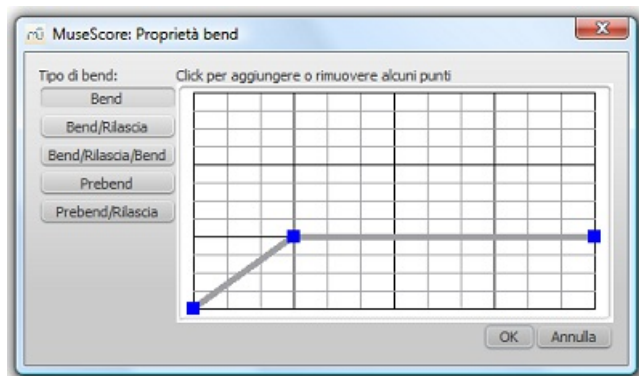 MuseScore: Proprietà bend
Tipo di bend:
Click per aggiungere o rimuovere alcuni punti
Bend
Bend/Rilascia
Bend/Rilascia/Bend
Prebend
Prebend/Rilascia
OK
Annulla